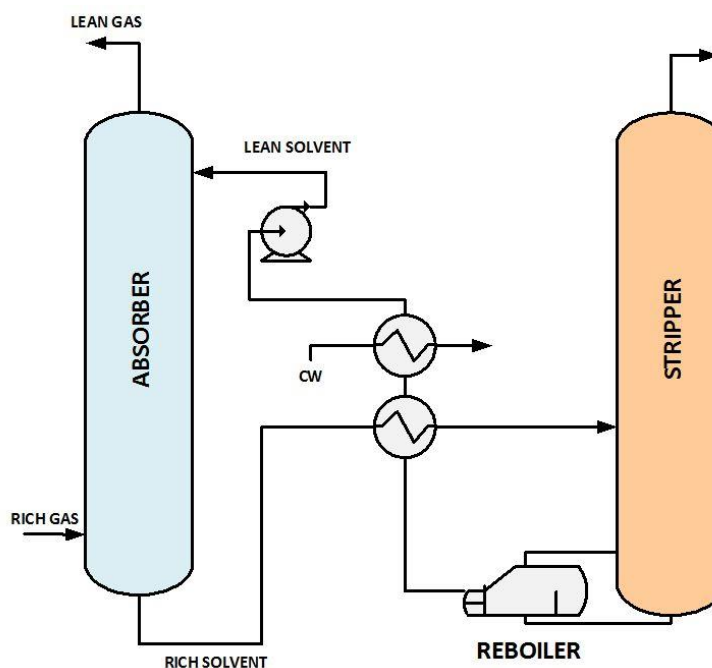 LEAN GAS
LEAN SOLVENT
ABSORBER
STRIPPER
CW
RICH GAS
RICH SOLVENT
REBOILER